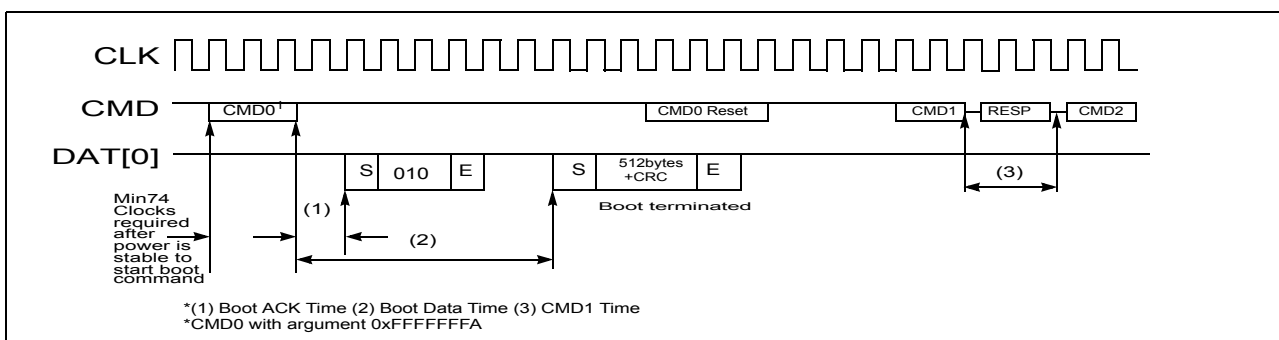 CLK
CMD
CMD0¹
CMD0 Reset
CMD1
RESP
CMD2
DAT[0]
S
010
E
S
512bytes
+CRC
E
Boot terminated
(1)
(2)
(3)
Min74
Clocks
required
after
power is
stable to
start boot
command
*(1) Boot ACK Time (2) Boot Data Time (3) CMD1 Time
*CMD0 with argument 0xFFFFFFFA